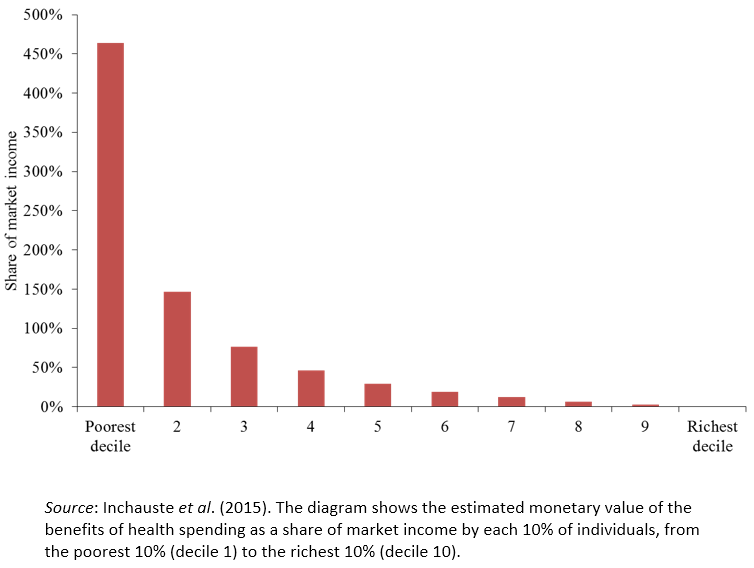 500%
450%
400%
350%
300%
250%
200%
150%
100%
50%
0%
Share of market income
Poorest decile 2 3 4 5 6 7 8 9 Richest decile
Source: Inchauste et al. (2015). The diagram shows the estimated monetary value of the
benefits of health spending as a share of market income by each 10% of individuals, from
the poorest 10% (decile 1) to the richest 10% (decile 10).